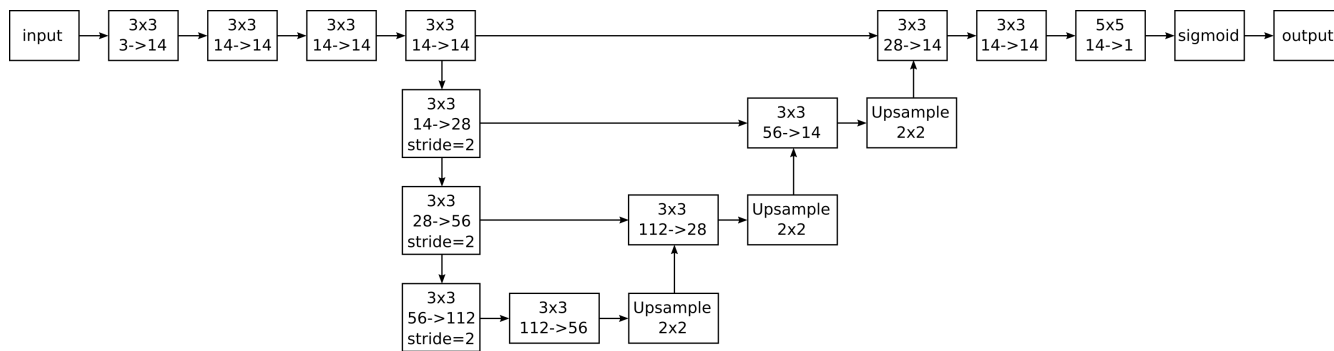 input
3x3
3->14
3x3
14->14
3x3
14->14
3x3
14->14
3x3
28->14
3x3
14->14
5x5
14->1
sigmoid
output
3x3
14->28
stride=2
3x3
56->14
Upsample
2x2
3x3
28->56
stride=2
3x3
112->28
Upsample
2x2
3x3
56->112
stride=2
3x3
112->56
Upsample
2x2